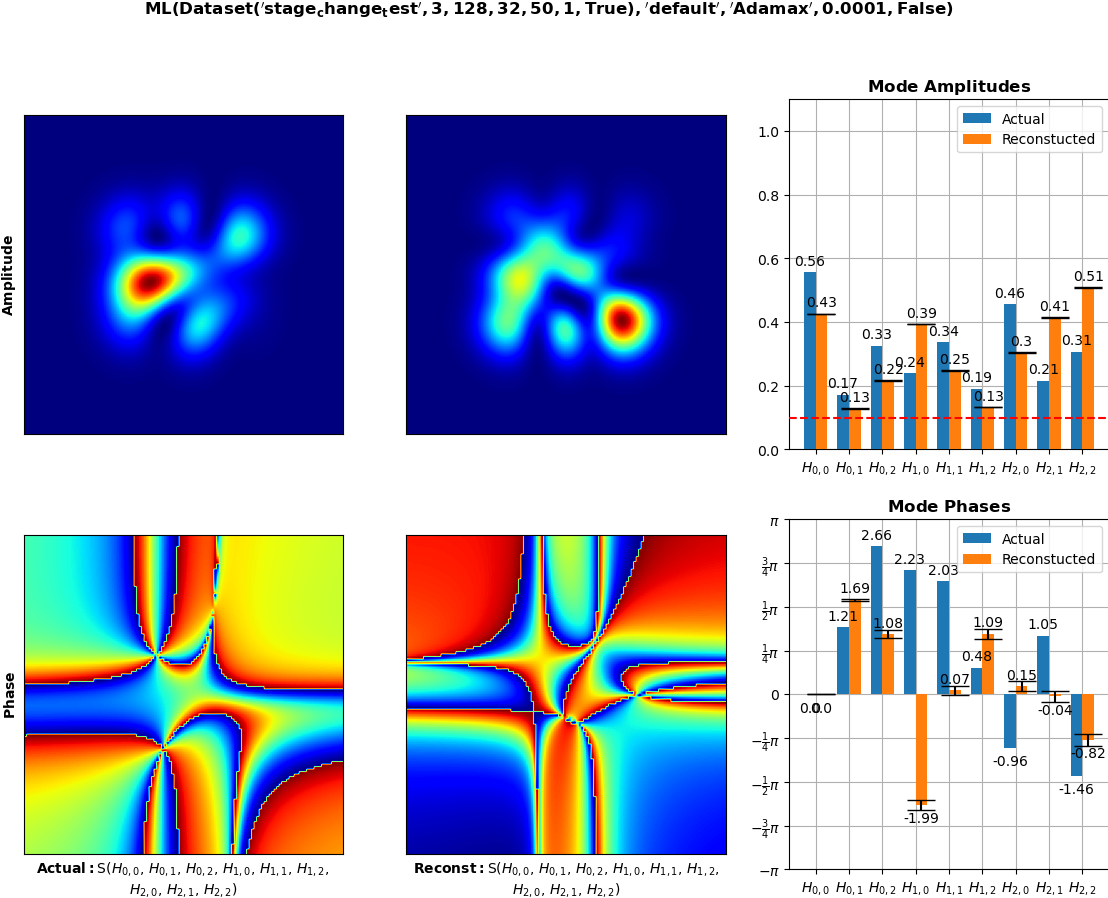 ML(Dataset('stage_change_test', 3, 128, 32, 50, 1, True), 'default', 'Adamax', 0.0001, False)
Amplitude
Mode Amplitudes
Actual
Reconstucted
1.0
0.8
0.6
0.4
0.2
0.0
0.56
0.43
0.17
0.13
0.33
0.22
0.24
0.39
0.34
0.25
0.19
0.13
0.46
0.3
0.21
0.41
0.31
0.51
H0,0 H0,1 H0,2 H1,0 H1,1 H1,2 H2,0 H2,1 H2,2
Phase
Actual: S(H0,0, H0,1, H0,2, H1,0, H1,1, H1,2,
H2,0, H2,1, H2,2)
Reconst: S(H0,0, H0,1, H0,2, H1,0, H1,1, H1,2,
H2,0, H2,1, H2,2)
Mode Phases
Actual
Reconstucted
π
3/4π
1/2π
1/4π
0
−1/4π
−1/2π
−3/4π
−π
0.0
0.0
1.21
1.69
2.66
1.08
2.23
-1.99
2.03
0.07
0.48
1.09
-0.96
0.15
1.05
-0.04
-1.46
-0.82
H0,0 H0,1 H0,2 H1,0 H1,1 H1,2 H2,0 H2,1 H2,2